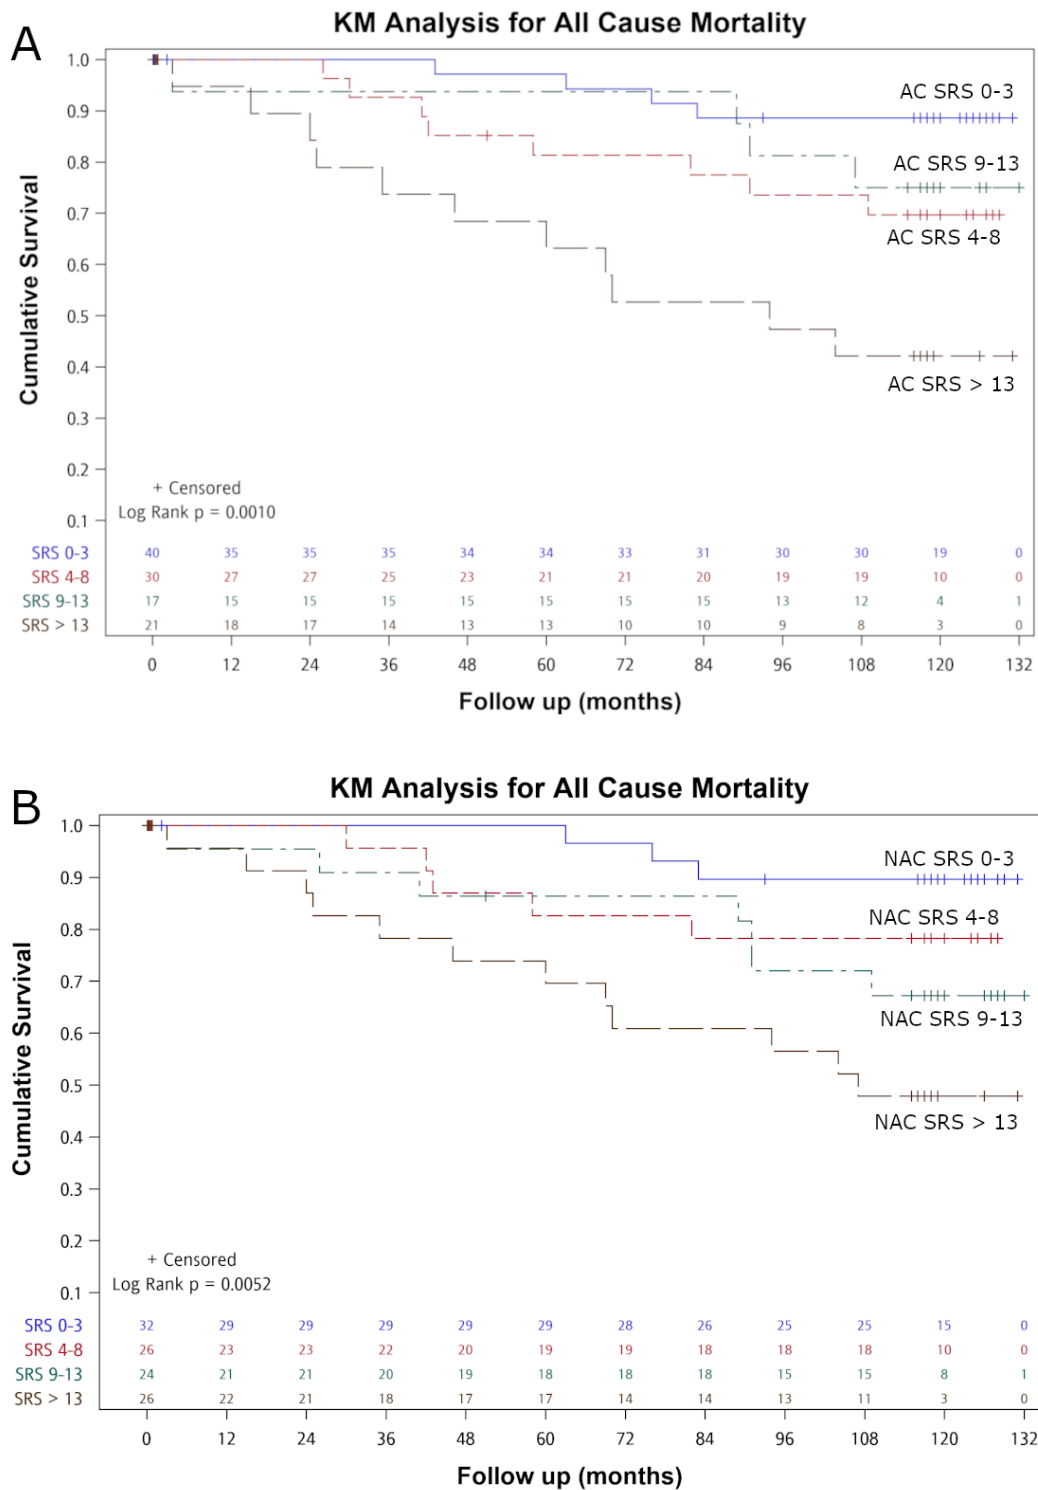 A
KM Analysis for All Cause Mortality
Cumulative Survival
1.0
0.9
0.8
0.7
0.6
0.5
0.4
0.3
0.2
0.1
AC SRS 0-3
AC SRS 9-13
AC SRS 4-8
AC SRS > 13
+ Censored
Log Rank p = 0.0010
SRS 0-3 40 35 35 35 34 34 33 31 30 30 19 0
SRS 4-8 30 27 27 25 23 21 21 20 19 19 10 0
SRS 9-13 17 15 15 15 15 15 15 15 13 12 4 1
SRS > 13 21 18 17 14 13 13 10 10 9 8 3 0
0 12 24 36 48 60 72 84 96 108 120 132
Follow up (months)
B
KM Analysis for All Cause Mortality
Cumulative Survival
1.0
0.9
0.8
0.7
0.6
0.5
0.4
0.3
0.2
0.1
NAC SRS 0-3
NAC SRS 4-8
NAC SRS 9-13
NAC SRS > 13
+ Censored
Log Rank p = 0.0052
SRS 0-3 32 29 29 29 29 29 28 26 25 25 15 0
SRS 4-8 26 23 23 22 20 19 19 18 18 18 10 0
SRS 9-13 24 21 21 20 19 18 18 18 15 15 8 1
SRS > 13 26 22 21 18 17 17 14 14 13 11 3 0
0 12 24 36 48 60 72 84 96 108 120 132
Follow up (months)